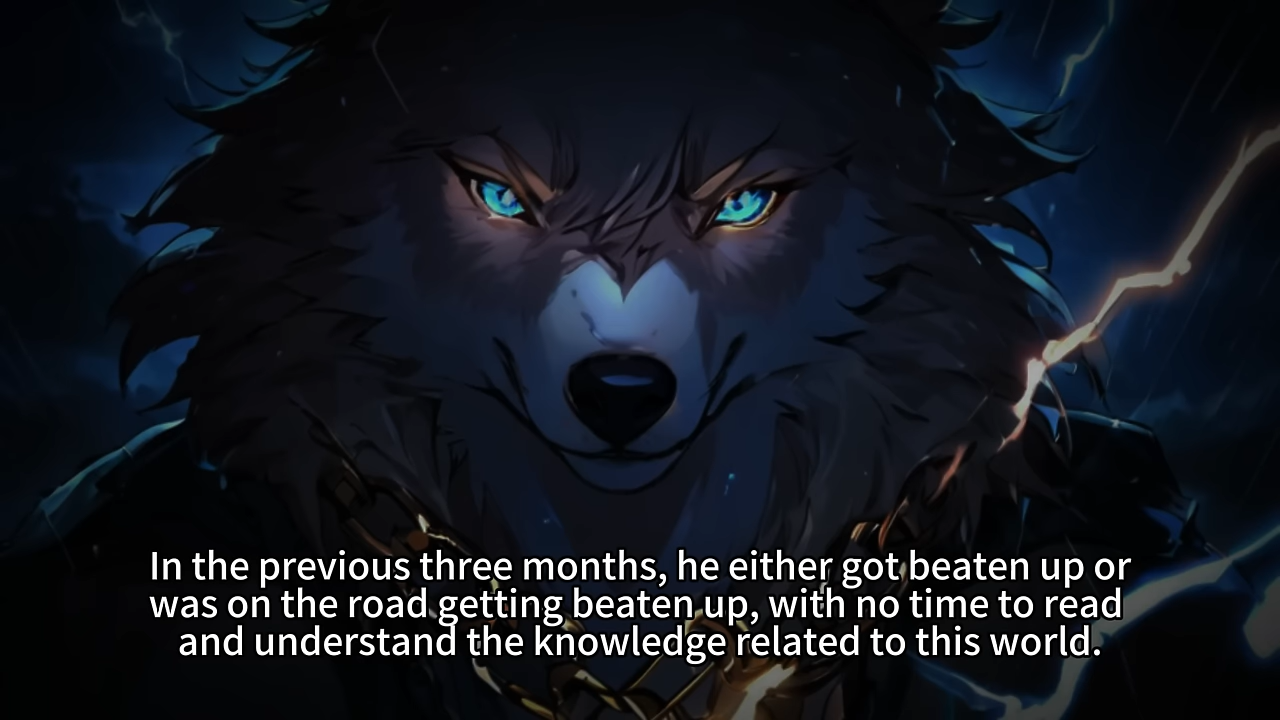 In the previous three months, he either got beaten up or
was on the road getting beaten up, with no time to read
and understand the knowledge related to this world.